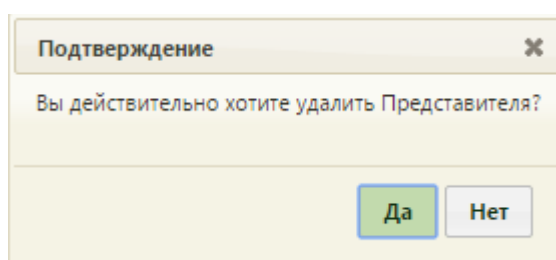 Подтверждение
Вы действительно хотите удалить Представителя?
Да Нет